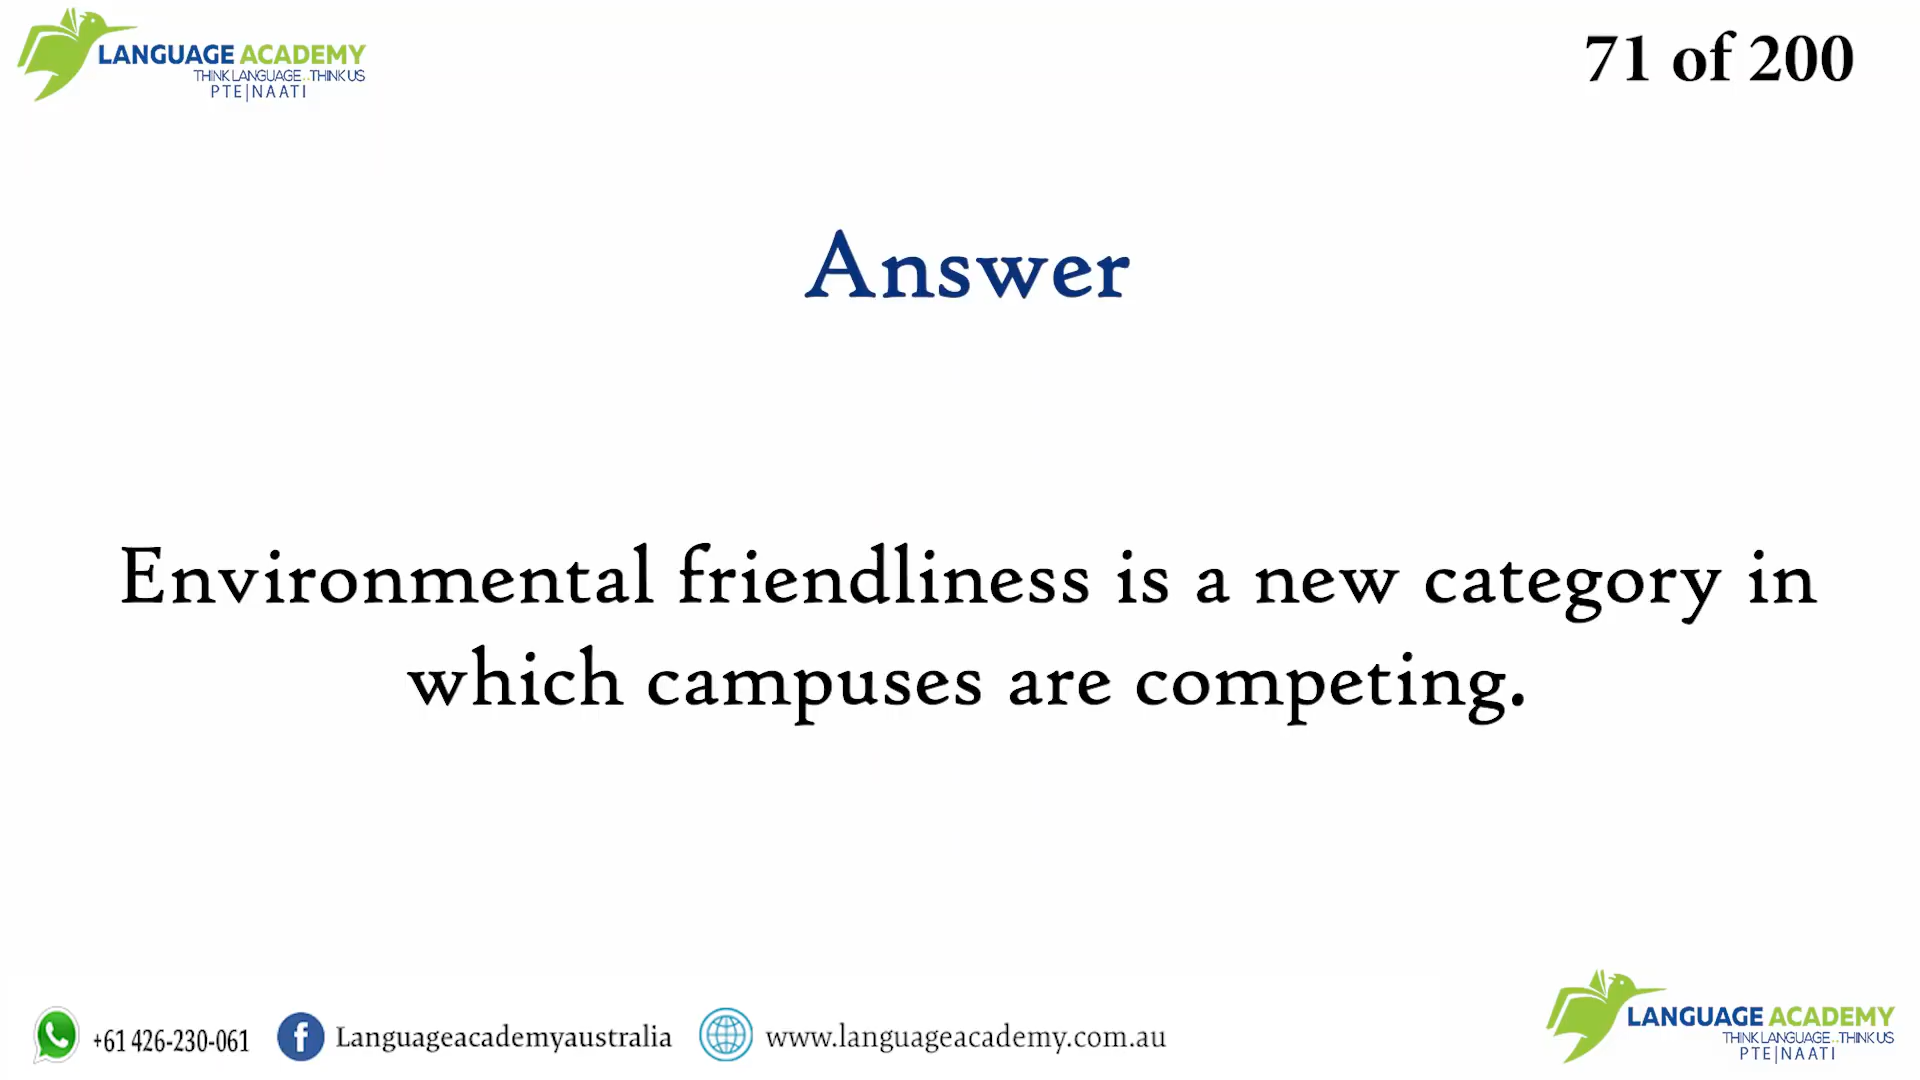 LANGUAGE ACADEMY
THINK LANGUAGE..THINK US
PTE|NAATI
71 of 200
Answer
Environmental friendliness is a new category in
which campuses are competing.
+61 426-230-061
Languageacademyaustralia
www.languageacademy.com.au
LANGUAGE ACADEMY
THINK LANGUAGE..THINK US
PTE|NAATI